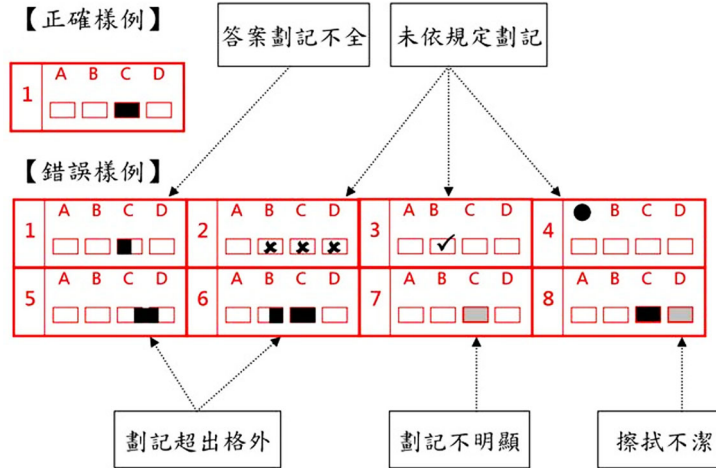 【正確樣例】
答案劃記不全
未依規定劃記
A B C D
1
【錯誤樣例】
A B C D
1
A B C D
2
A B C D
3
B C D
4
A B C D
5
A B C D
6
A B C D
7
A B C D
8
劃記超出格外
劃記不明顯
擦拭不潔